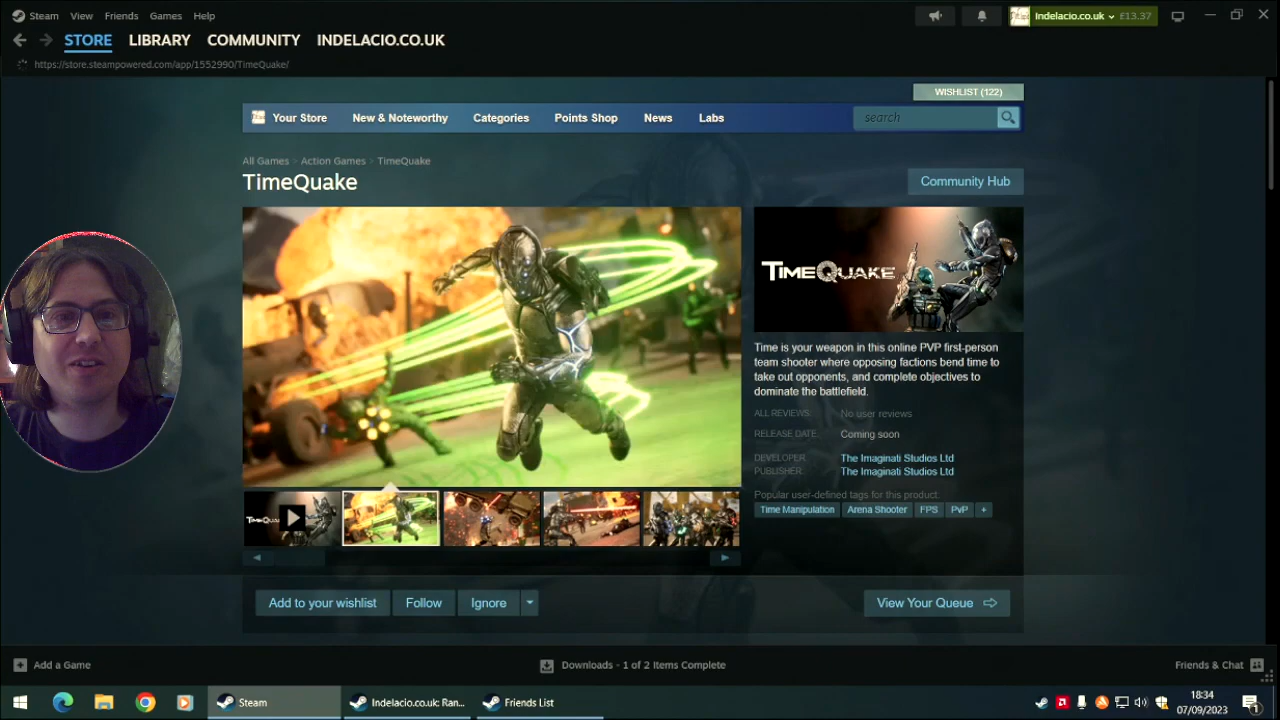 Steam View Friends Games Help
Indelacio.co.uk £13.37
STORE LIBRARY COMMUNITY INDELACIO.CO.UK
https://store.steampowered.com/app/1552990/TimeQuake/
WISHLIST (122)
Your Store New & Noteworthy Categories Points Shop News Labs search
All Games > Action Games > TimeQuake
TimeQuake
Community Hub
TIMEQUAKE
Time is your weapon in this online PVP first-person
team shooter where opposing factions bend time to
take out opponents, and complete objectives to
dominate the battlefield.
ALL REVIEWS: No user reviews
RELEASE DATE: Coming soon
DEVELOPER: The Imaginati Studios Ltd
PUBLISHER: The Imaginati Studios Ltd
Popular user-defined tags for this product:
Time Manipulation Arena Shooter FPS PvP +
Add to your wishlist Follow Ignore View Your Queue
Add a Game Downloads - 1 of 2 Items Complete Friends & Chat
Steam Indelacio.co.uk: Ran... Friends List
18:34
07/09/2023
1